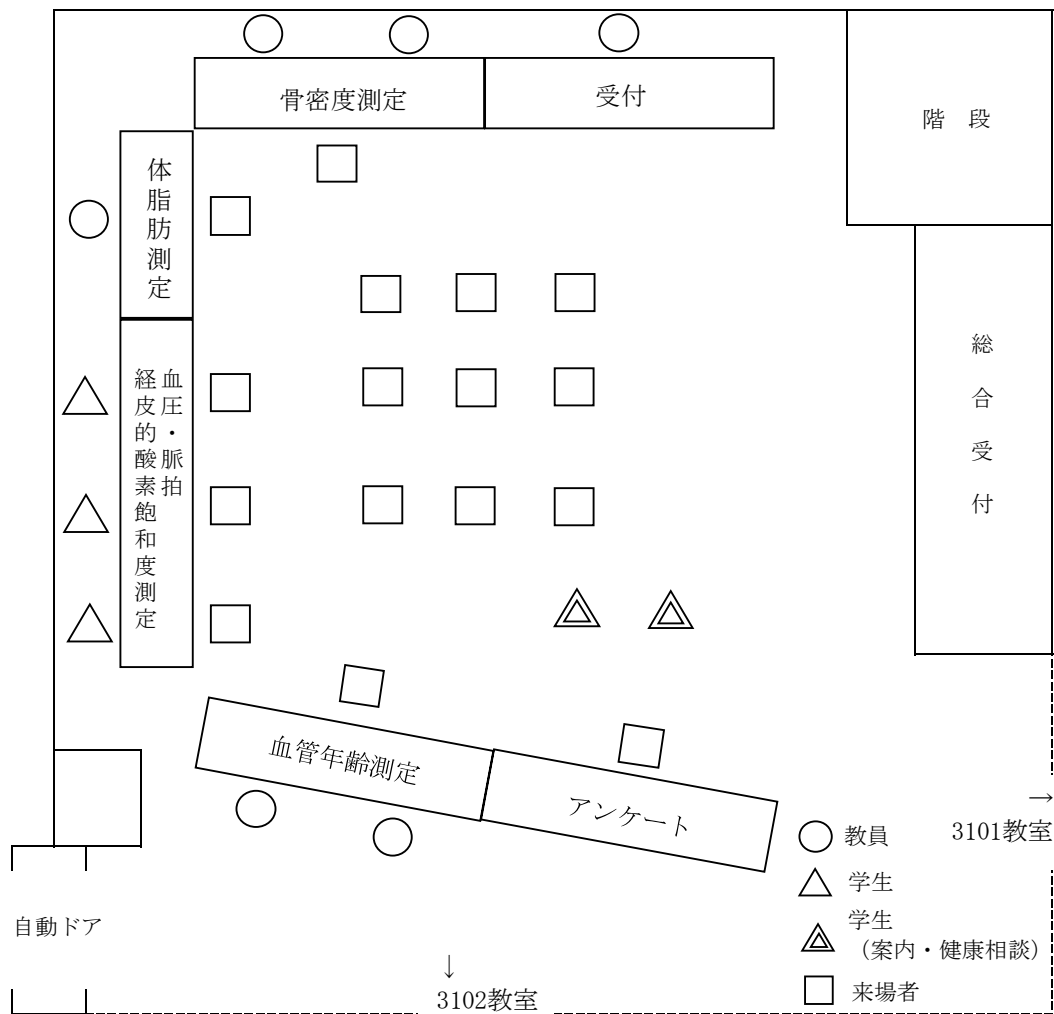 骨密度測定
受付
階 段
体脂肪測定
総合受付
血圧・脈拍
経皮的酸素飽和度測定
血管年齢測定
アンケート
→
3101教室
教員
学生
学生
（案内・健康相談）
来場者
自動ドア
↓
3102教室